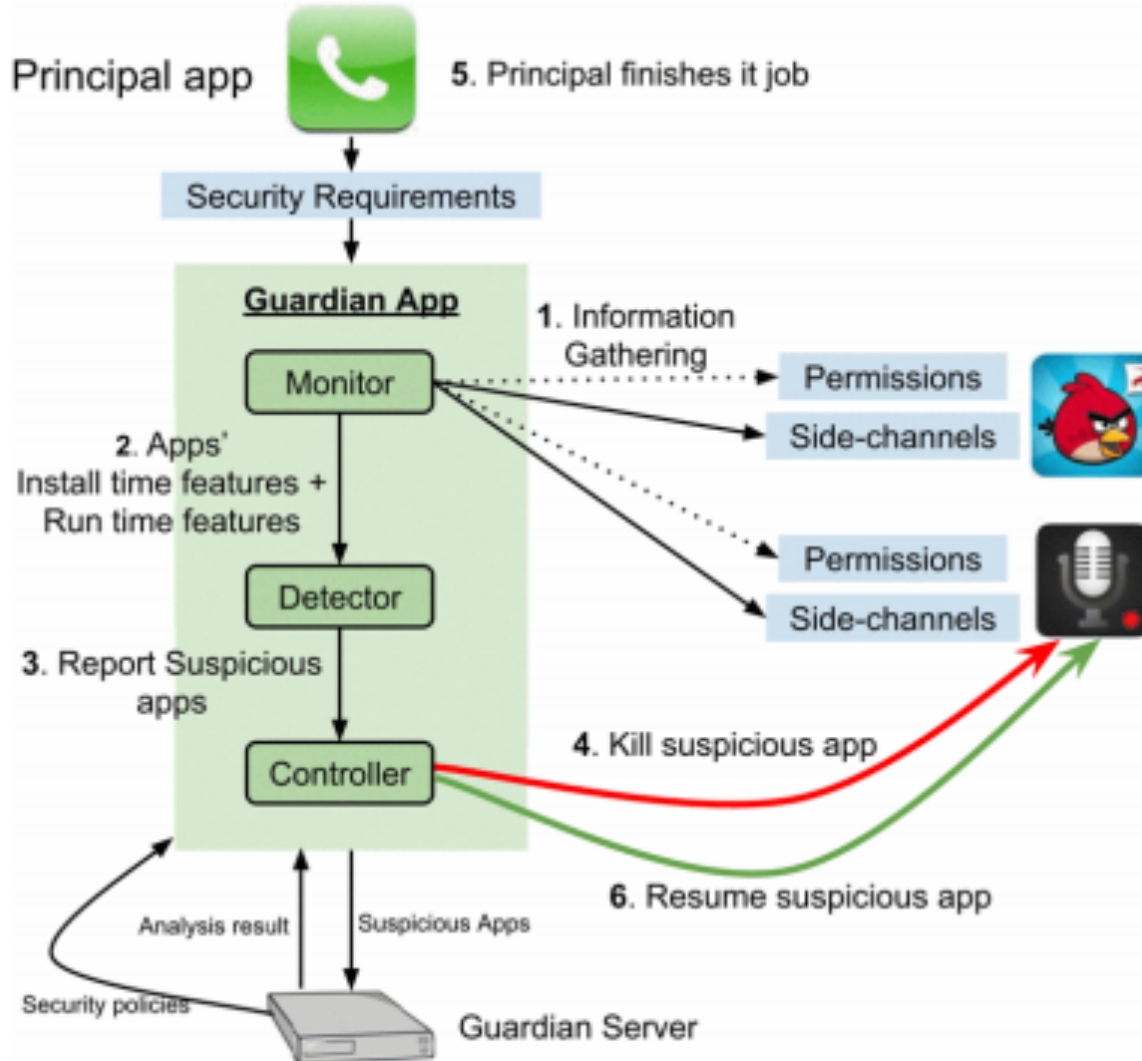 Principal app
5. Principal finishes it job
Security Requirements
Guardian App
1. Information
Gathering
Monitor
Permissions
Side-channels
2. Apps'
Install time features +
Run time features
Permissions
Side-channels
Detector
3. Report Suspicious
apps
4. Kill suspicious app
Controller
6. Resume suspicious app
Analysis result
Suspicious Apps
Security policies
Guardian Server